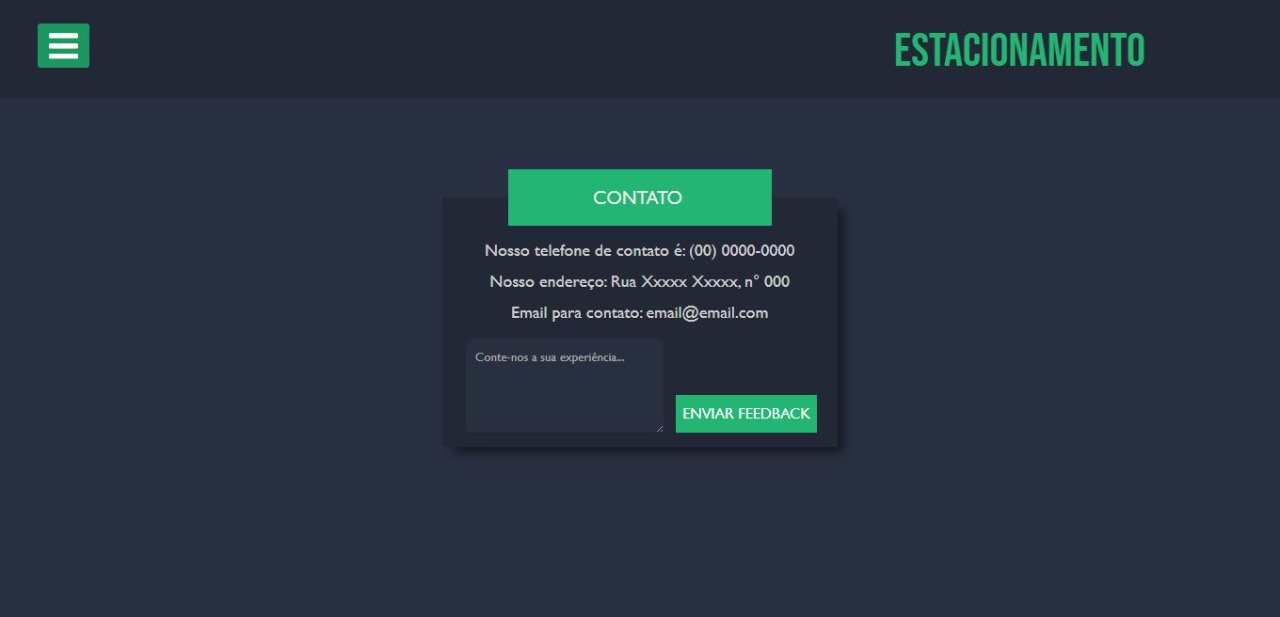 ESTACIONAMENTO
CONTATO
Nosso telefone de contato é: (00) 0000-0000
Nosso endereço: Rua Xxxxx Xxxxx, n° 000
Email para contato: email@email.com
Conte-nos a sua experiência...
ENVIAR FEEDBACK